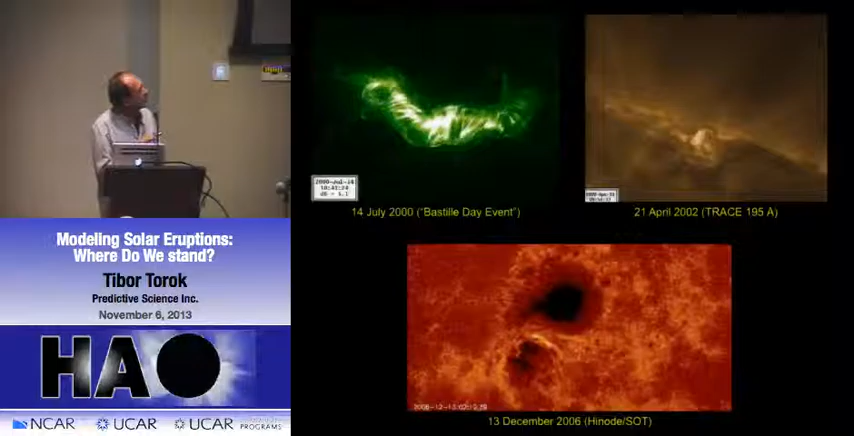 Modeling Solar Eruptions:
Where Do We stand?
Tibor Torok
Predictive Science Inc.
November 6, 2013
HAO
NCAR
UCAR
UCAR
PROGRAMS
14 July 2000 ("Bastille Day Event")
21 April 2002 (TRACE 195 A)
13 December 2006 (Hinode/SOT)